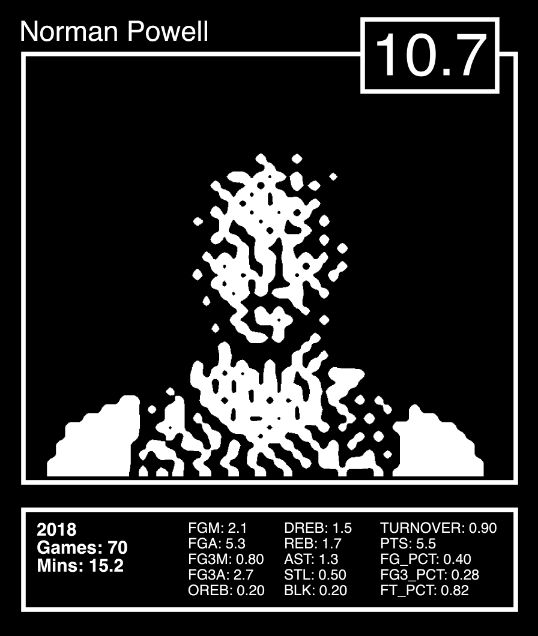 Norman Powell
10.7
2018
Games: 70
Mins: 15.2
FGM: 2.1
FGA: 5.3
FG3M: 0.80
FG3A: 2.7
OREB: 0.20
DREB: 1.5
REB: 1.7
AST: 1.3
STL: 0.50
BLK: 0.20
TURNOVER: 0.90
PTS: 5.5
FG_PCT: 0.40
FG3_PCT: 0.28
FT_PCT: 0.82